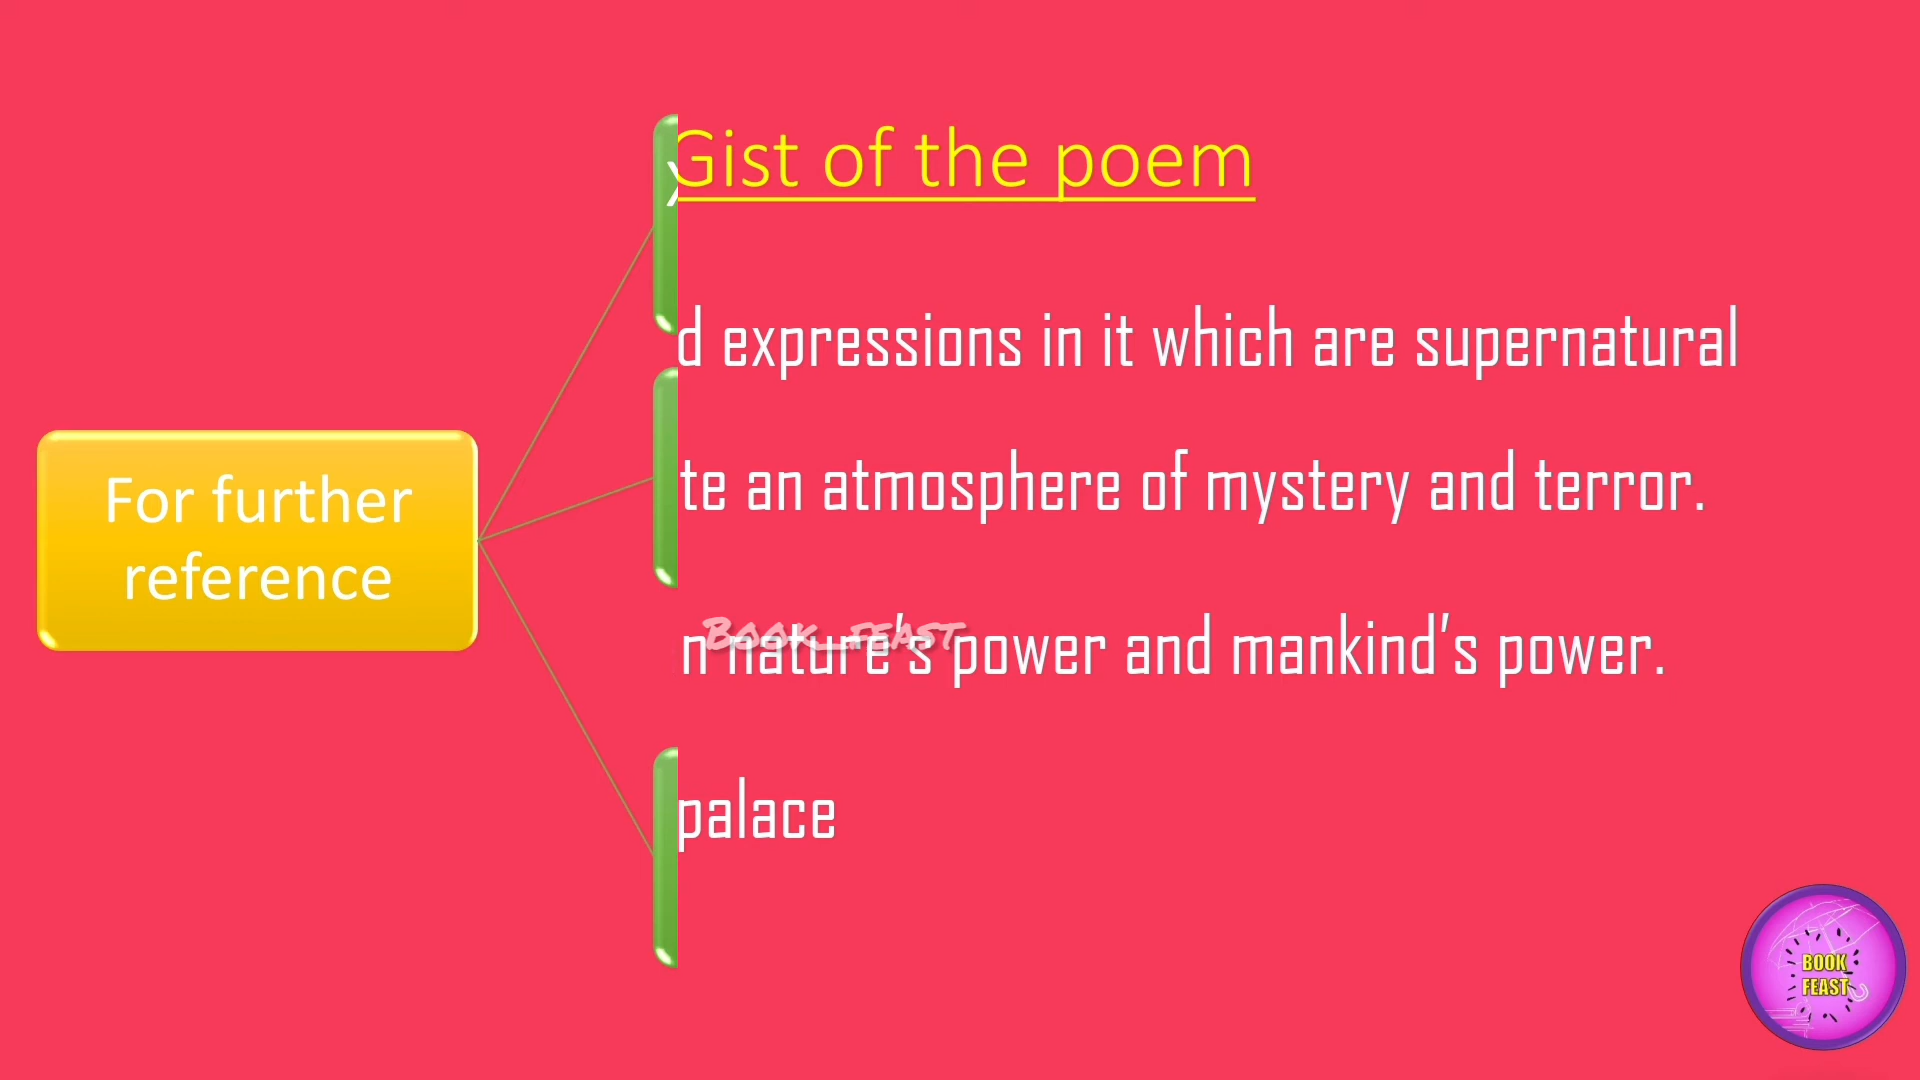 Gist of the poem
d expressions in it which are supernatural
te an atmosphere of mystery and terror.
For further
reference
Book_feast
n nature's power and mankind's power.
palace
BOOK
FEAST